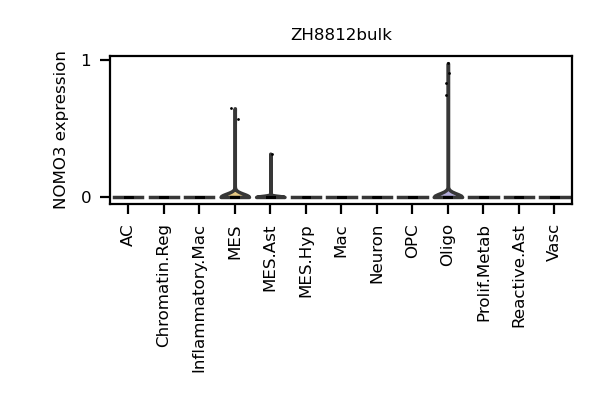 ZH8812bulk
NOMO3 expression
1
0
AC
Chromatin.Reg
Inflammatory.Mac
MES
MES.Ast
MES.Hyp
Mac
Neuron
OPC
Oligo
Prolif.Metab
Reactive.Ast
Vasc